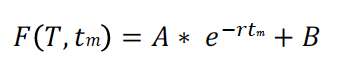 F(T, tₘ) = A ∗ e^{−rtₘ} + B